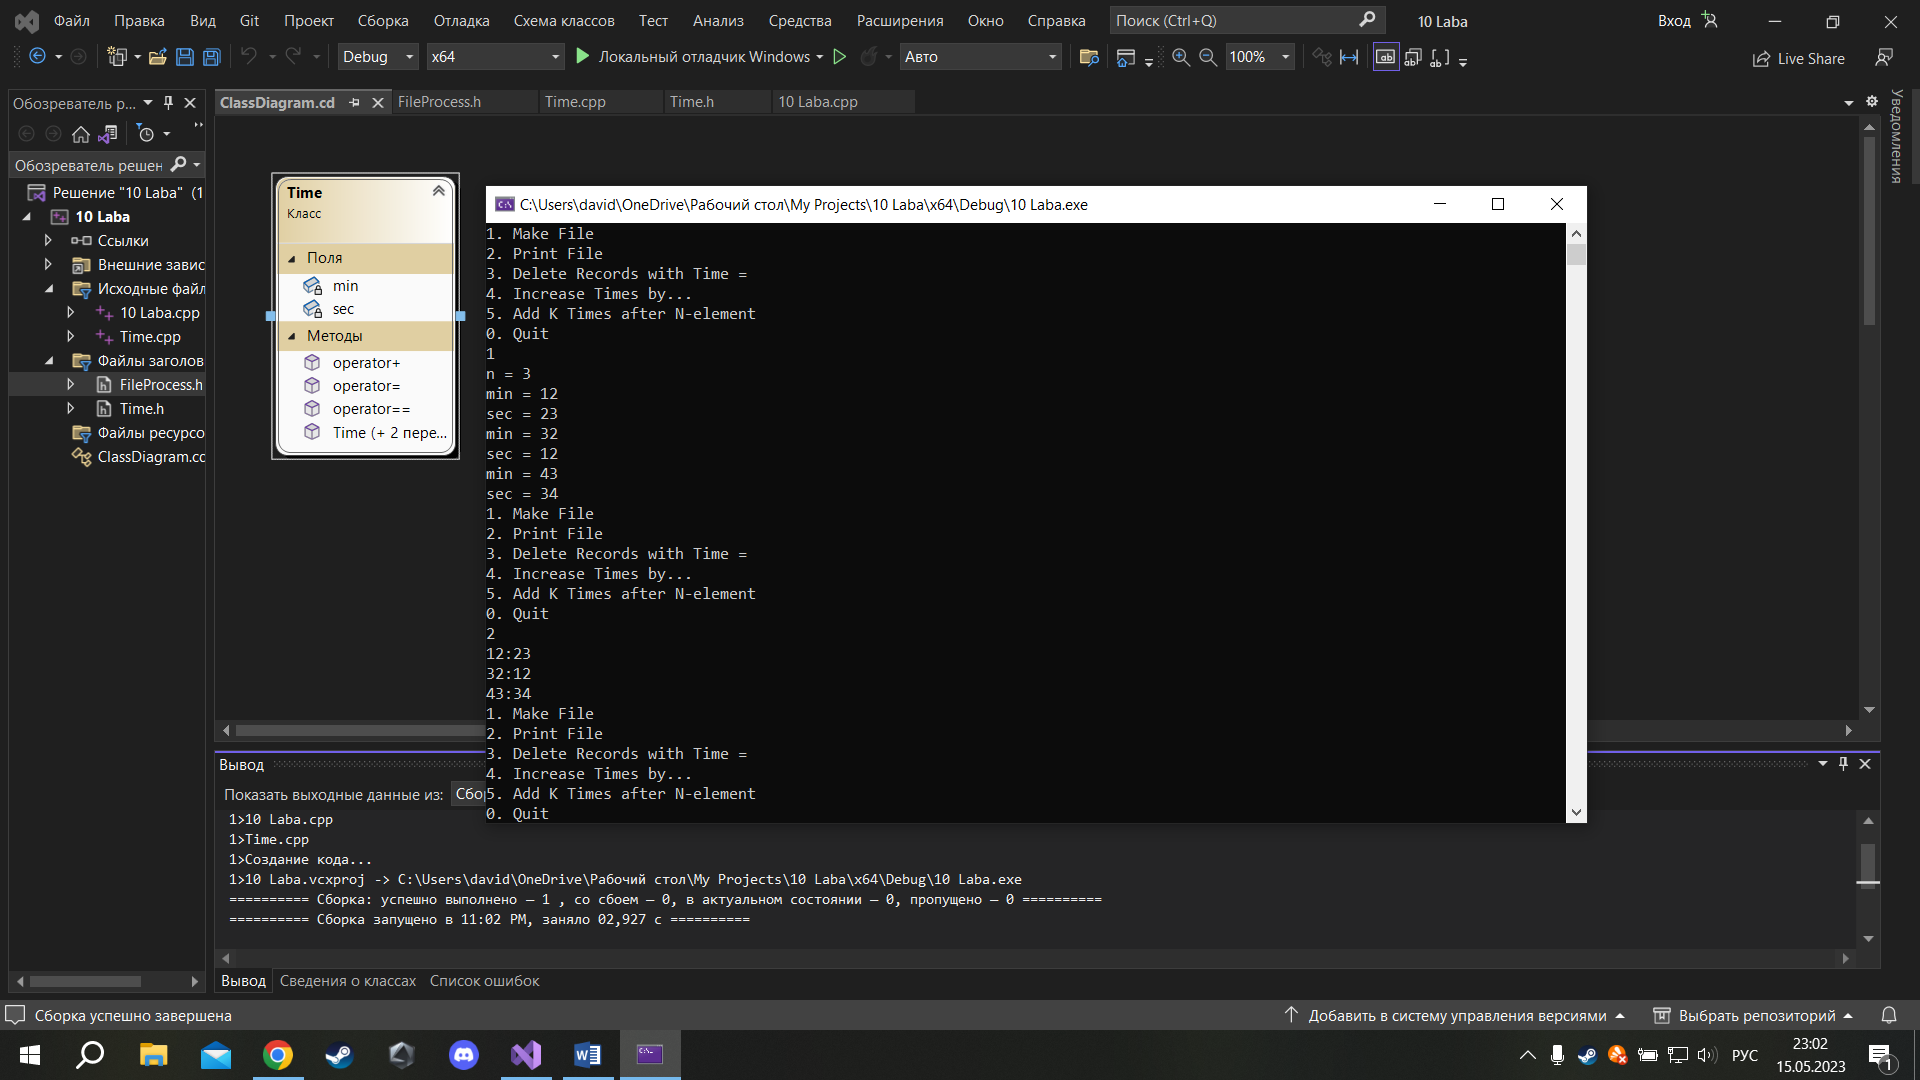 Файл Правка Вид Git Проект Сборка Отладка Схема классов Тест Анализ Средства Расширения Окно Справка Поиск (Ctrl+Q) 10 Laba Вход
Debug x64 Локальный отладчик Windows Авто 100% Live Share
Обозреватель р...
ClassDiagram.cd FileProcess.h Time.cpp Time.h 10 Laba.cpp
Уведомления
Обозреватель решен
Решение "10 Laba" (1
10 Laba
Ссылки
Внешние завис
Исходные файл
10 Laba.cpp
Time.cpp
Файлы заголов
FileProcess.h
Time.h
Файлы ресурсо
ClassDiagram.cd
Time
Класс
Поля
min
sec
Методы
operator+
operator=
operator==
Time (+ 2 пере...
C:\Users\david\OneDrive\Рабочий стол\My Projects\10 Laba\x64\Debug\10 Laba.exe
1. Make File
2. Print File
3. Delete Records with Time =
4. Increase Times by...
5. Add K Times after N-element
0. Quit
1
n = 3
min = 12
sec = 23
min = 32
sec = 12
min = 43
sec = 34
1. Make File
2. Print File
3. Delete Records with Time =
4. Increase Times by...
5. Add K Times after N-element
0. Quit
2
12:23
32:12
43:34
1. Make File
2. Print File
3. Delete Records with Time =
4. Increase Times by...
5. Add K Times after N-element
0. Quit
Вывод
Показать выходные данные из: Сбор
1>10 Laba.cpp
1>Time.cpp
1>Создание кода...
1>10 Laba.vcxproj -> C:\Users\david\OneDrive\Рабочий стол\My Projects\10 Laba\x64\Debug\10 Laba.exe
========== Сборка: успешно выполнено — 1 , со сбоем — 0, в актуальном состоянии — 0, пропущено — 0 ==========
========== Сборка запущено в 11:02 PM, заняло 02,927 с ==========
Вывод Сведения о классах Список ошибок
Сборка успешно завершена Добавить в систему управления версиями Выбрать репозиторий
РУС
23:02
15.05.2023
1